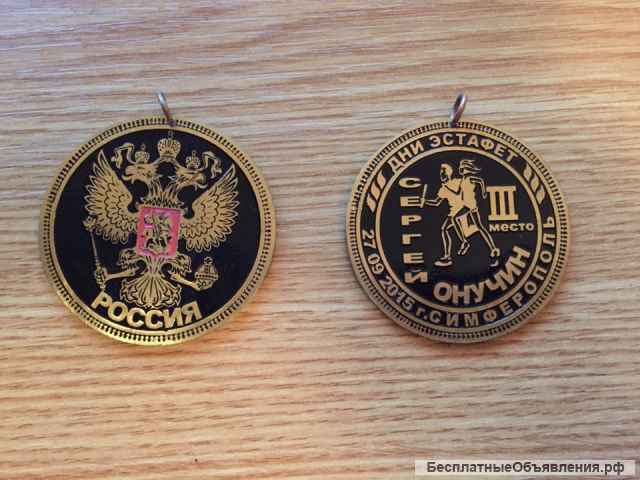 РОССИЯ
ДНИ ЭСТАФЕТ
СЕРГЕЙ
III
место
ОНУЧИН
27 09 2015 г.СИМФЕРОПОЛЬ
БесплатныеОбъявления.рф